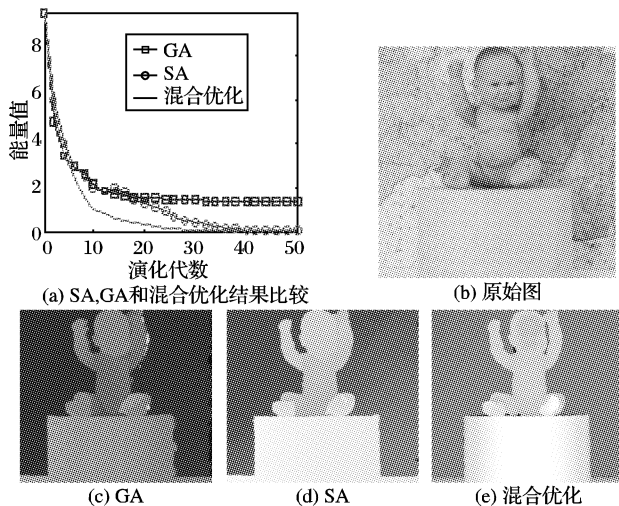 8
6
4
2
0
能量值
GA
SA
混合优化
0 10 20 30 40 50
演化代数
(a) SA,GA和混合优化结果比较
(b) 原始图
(c) GA
(d) SA
(e) 混合优化